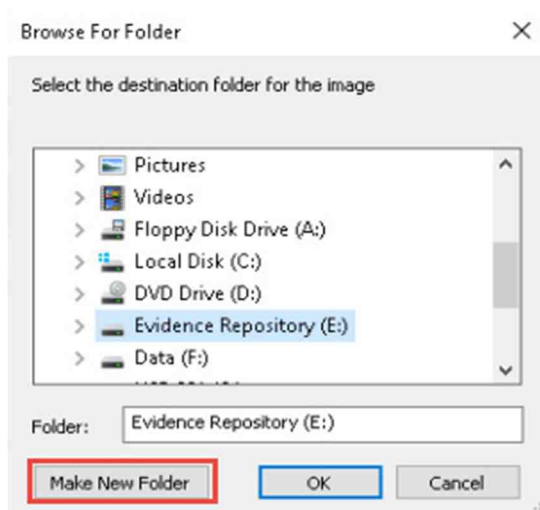 Browse For Folder
Select the destination folder for the image
Pictures
Videos
Floppy Disk Drive (A:)
Local Disk (C:)
DVD Drive (D:)
Evidence Repository (E:)
Data (F:)
Folder: Evidence Repository (E:)
Make New Folder OK Cancel